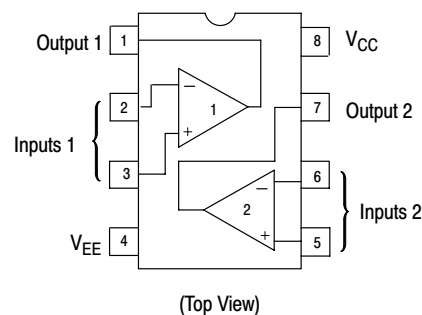 Output 1
1
8
VCC
2
−
1
7
Output 2
Inputs 1
+
3
6
−
2
Inputs 2
VEE
4
+
5
(Top View)